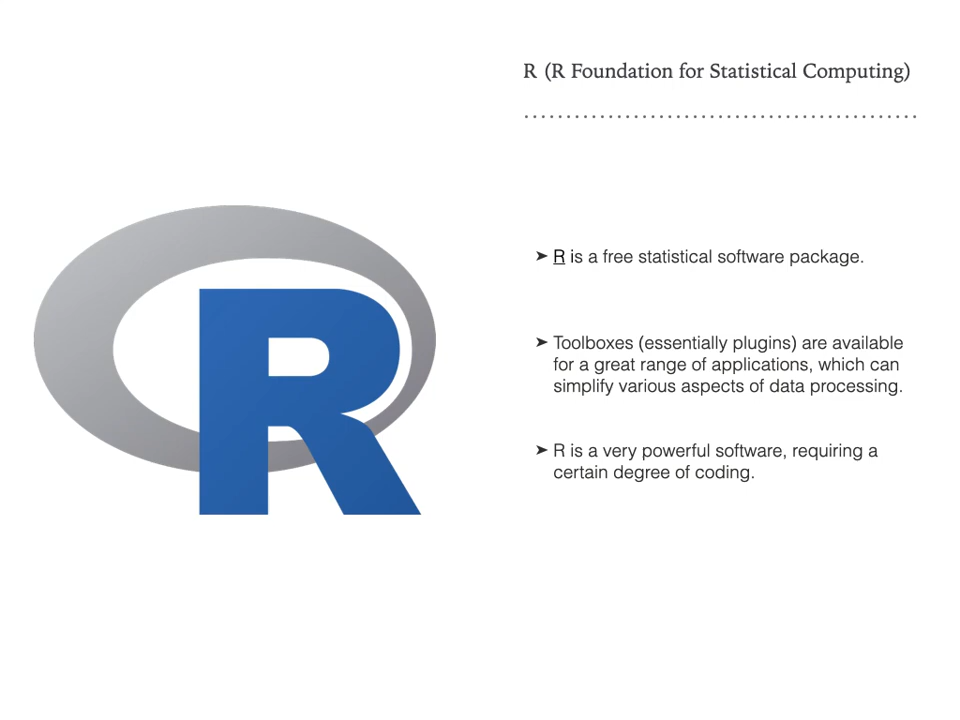 R (R Foundation for Statistical Computing)
R
➤ R is a free statistical software package.
➤ Toolboxes (essentially plugins) are available
for a great range of applications, which can
simplify various aspects of data processing.
➤ R is a very powerful software, requiring a
certain degree of coding.